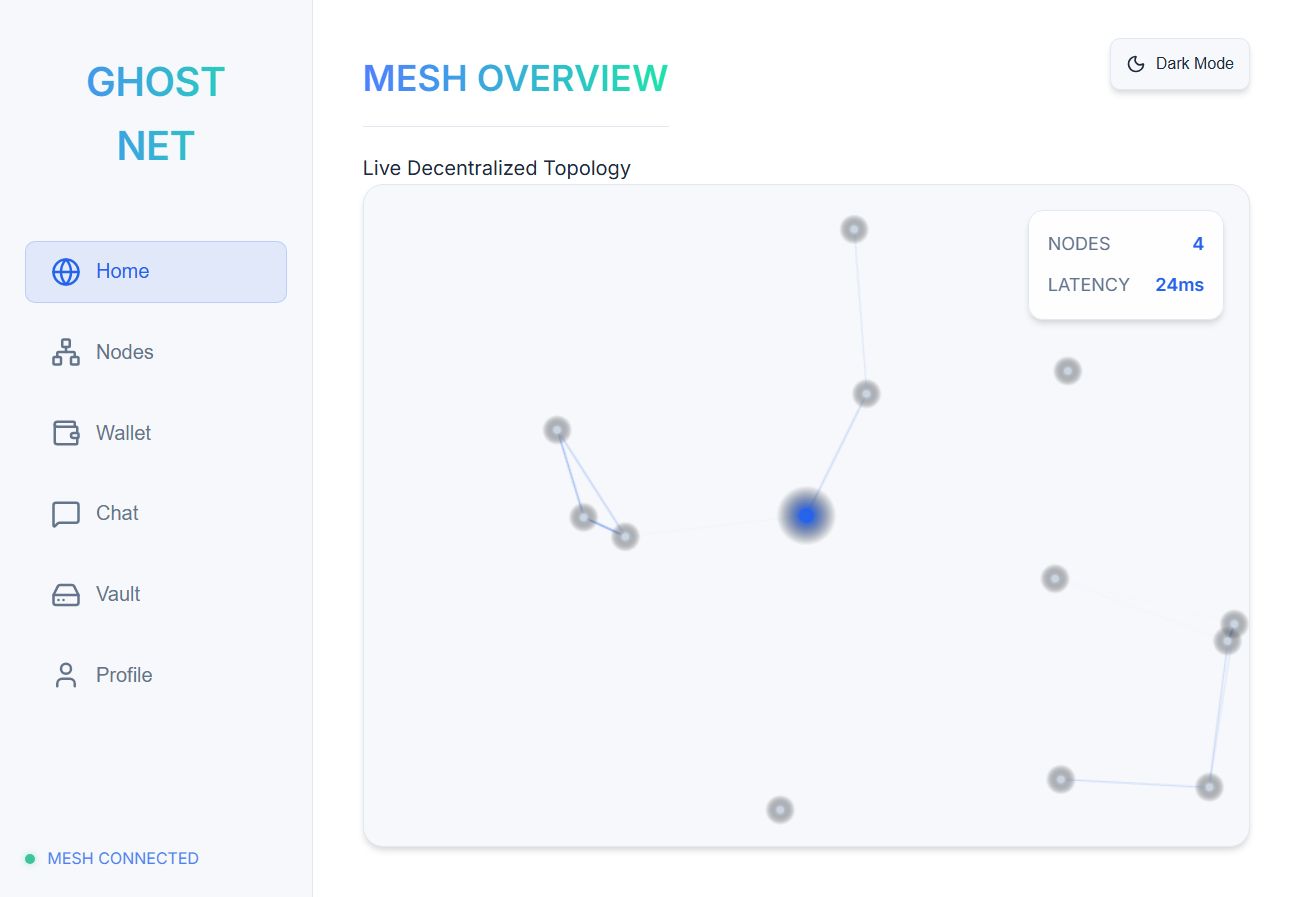 GHOST
NET
Home
Nodes
Wallet
Chat
Vault
Profile
MESH CONNECTED
MESH OVERVIEW
Dark Mode
Live Decentralized Topology
NODES 4
LATENCY 24ms